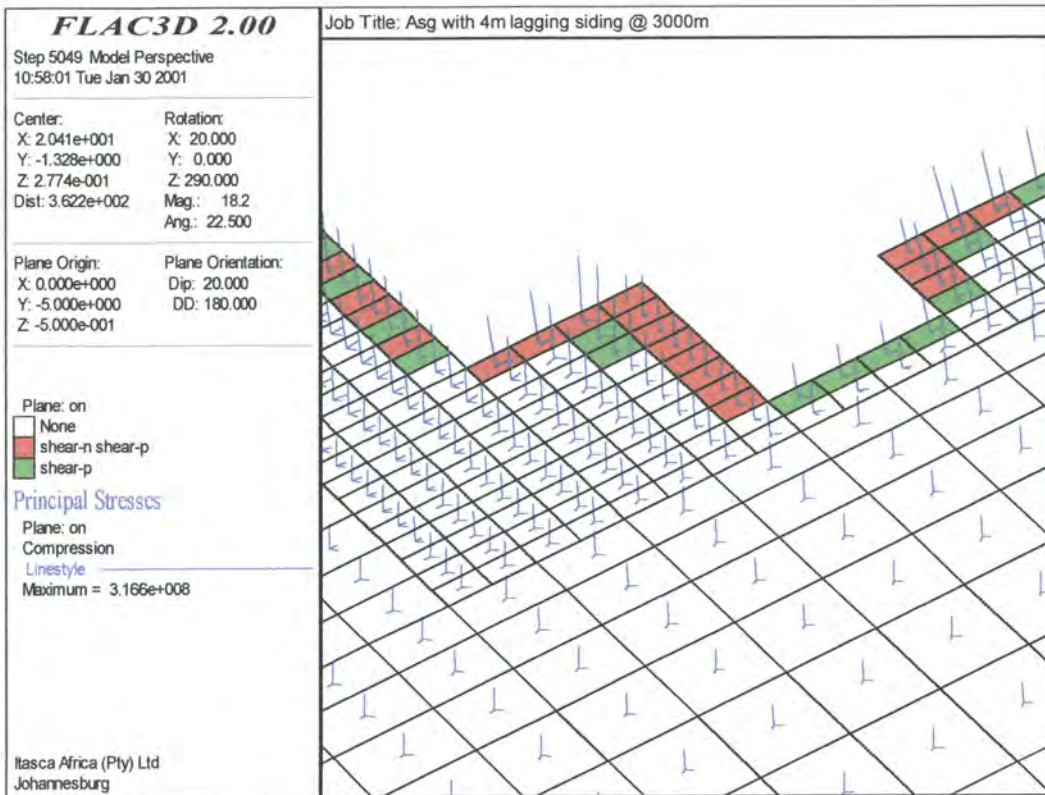 FLAC3D 2.00
Job Title: Asg with 4m lagging siding @ 3000m
Step 5049 Model Perspective
10:58:01 Tue Jan 30 2001
Center:
X: 2.041e+001
Y: -1.328e+000
Z: 2.774e-001
Dist: 3.622e+002
Rotation:
X: 20.000
Y: 0.000
Z: 290.000
Mag.: 18.2
Ang.: 22.500
Plane Origin:
X: 0.000e+000
Y: -5.000e+000
Z: -5.000e-001
Plane Orientation:
Dip: 20.000
DD: 180.000
Plane: on
None
shear-n shear-p
shear-p
Principal Stresses
Plane: on
Compression
Linestyle
Maximum = 3.166e+008
Itasca Africa (Pty) Ltd
Johannesburg